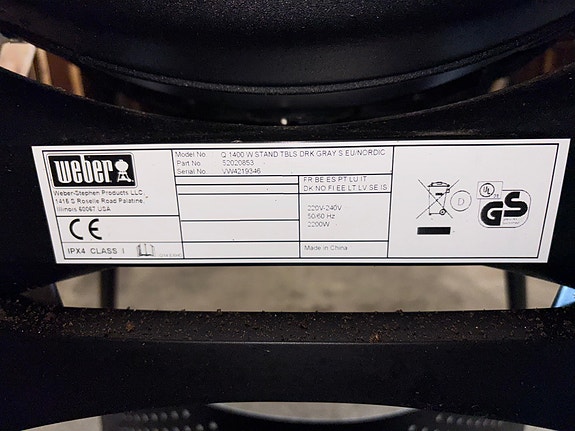 weber
Weber-Stephen Products LLC,
1415 S Roselle Road Palatine,
Illinois 60067 USA
CE
IPX4 CLASS I
Model No Q 1400 W STAND TBLS DRK GRAY S EU/NORDIC
Part No 52020853
Serial No VW4219346
FR BE ES PT LU IT
DK NO FI EE LT LV SE IS
220V-240V
50/60 Hz
2200W
Made in China
D
UL
GS